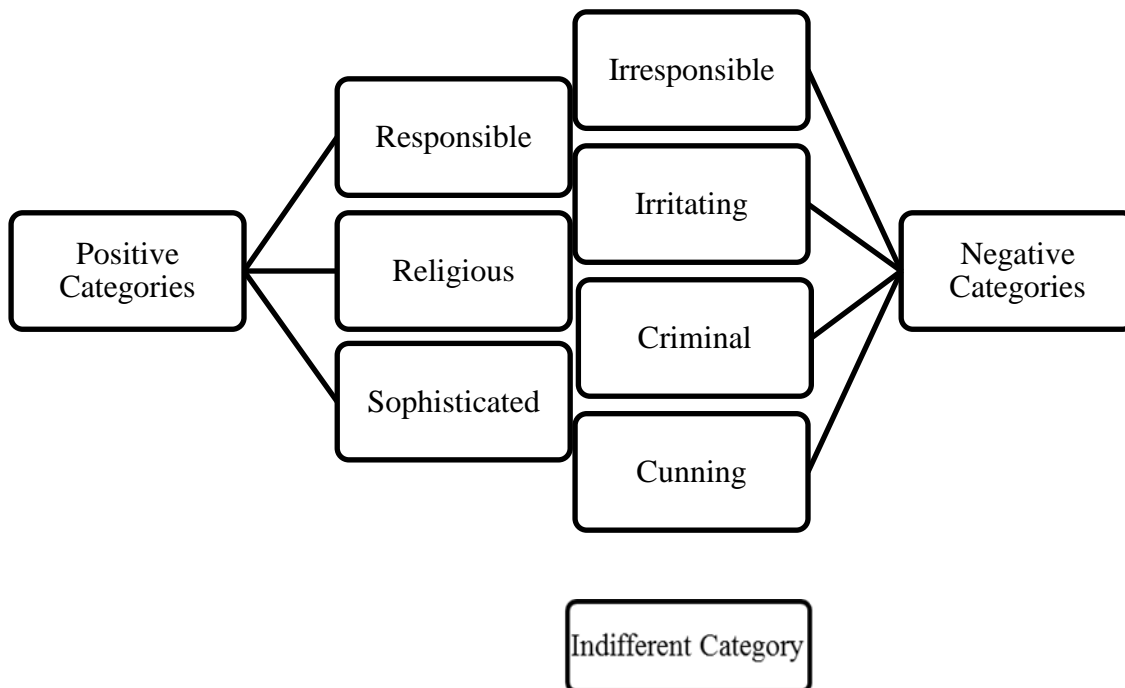 Positive
Categories
Responsible
Religious
Sophisticated
Irresponsible
Irritating
Criminal
Cunning
Negative
Categories
Indifferent Category